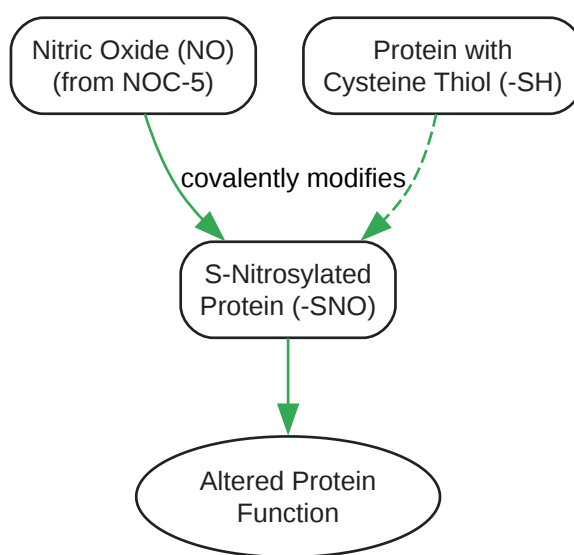 Nitric Oxide (NO)
(from NOC-5)
Protein with
Cysteine Thiol (-SH)
covalently modifies
S-Nitrosylated
Protein (-SNO)
Altered Protein
Function